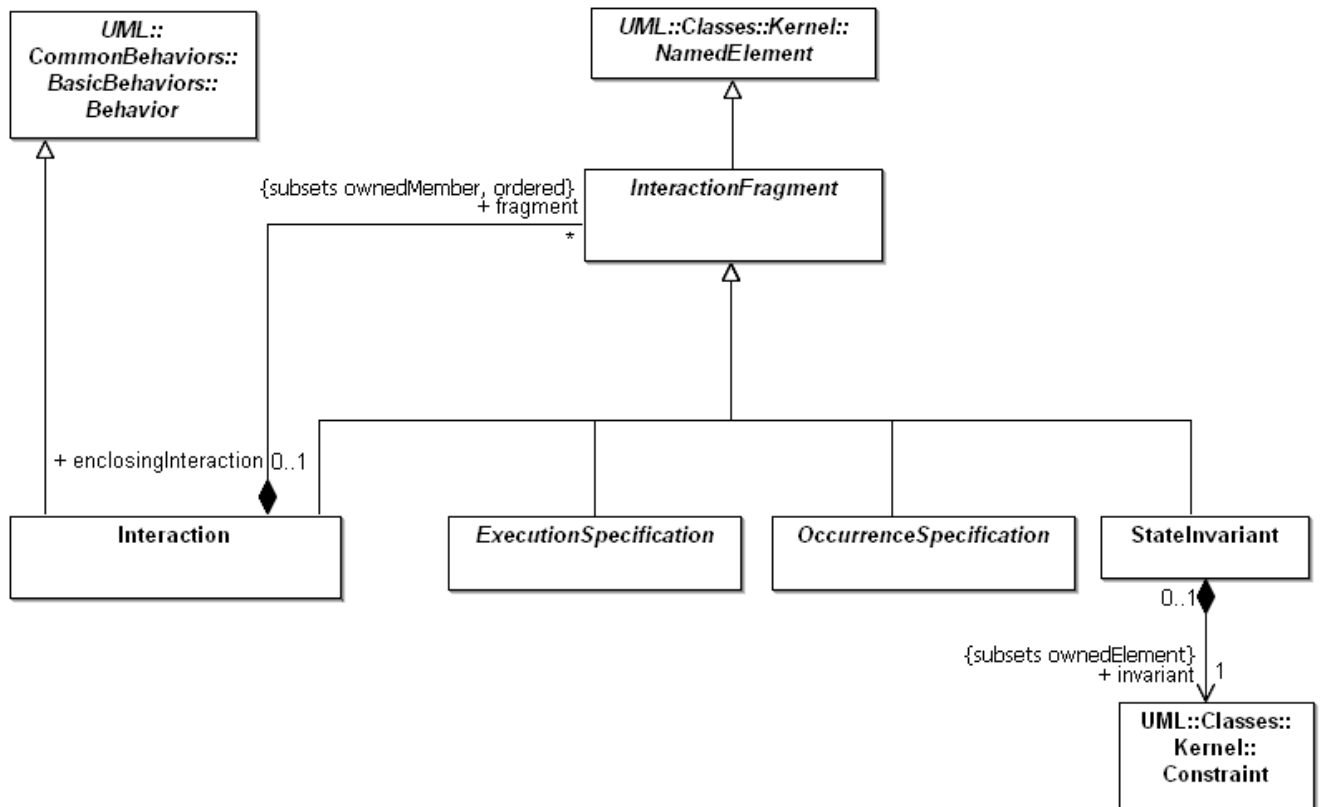 UML::
CommonBehaviors::
BasicBehaviors::
Behavior
UML::Classes::Kernel::
NamedElement
{subsets ownedMember, ordered}
+ fragment
*
InteractionFragment
+ enclosingInteraction
0..1
Interaction
ExecutionSpecification
OccurrenceSpecification
StateInvariant
0..1
{subsets ownedElement}
+ invariant
1
UML::Classes::
Kernel::
Constraint